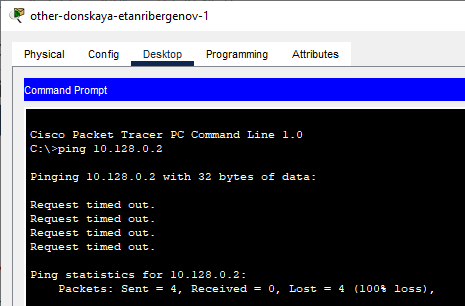 other-donskaya-etanribergenov-1
Physical Config Desktop Programming Attributes
Command Prompt
Cisco Packet Tracer PC Command Line 1.0
C:\>ping 10.128.0.2
Pinging 10.128.0.2 with 32 bytes of data:
Request timed out.
Request timed out.
Request timed out.
Request timed out.
Ping statistics for 10.128.0.2:
Packets: Sent = 4, Received = 0, Lost = 4 (100% loss),